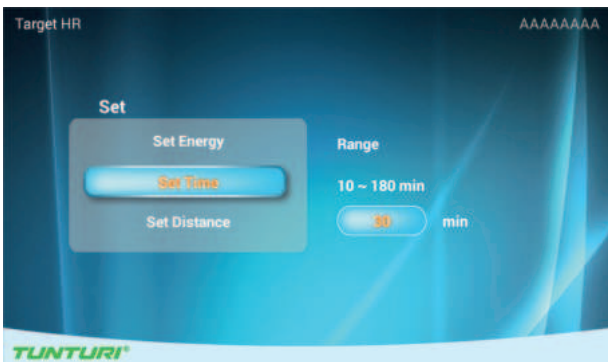 Target HR
AAAAAAAA
Set
Set Energy
Range
Set Time
10 ~ 180 min
30 min
Set Distance
TUNTURI®